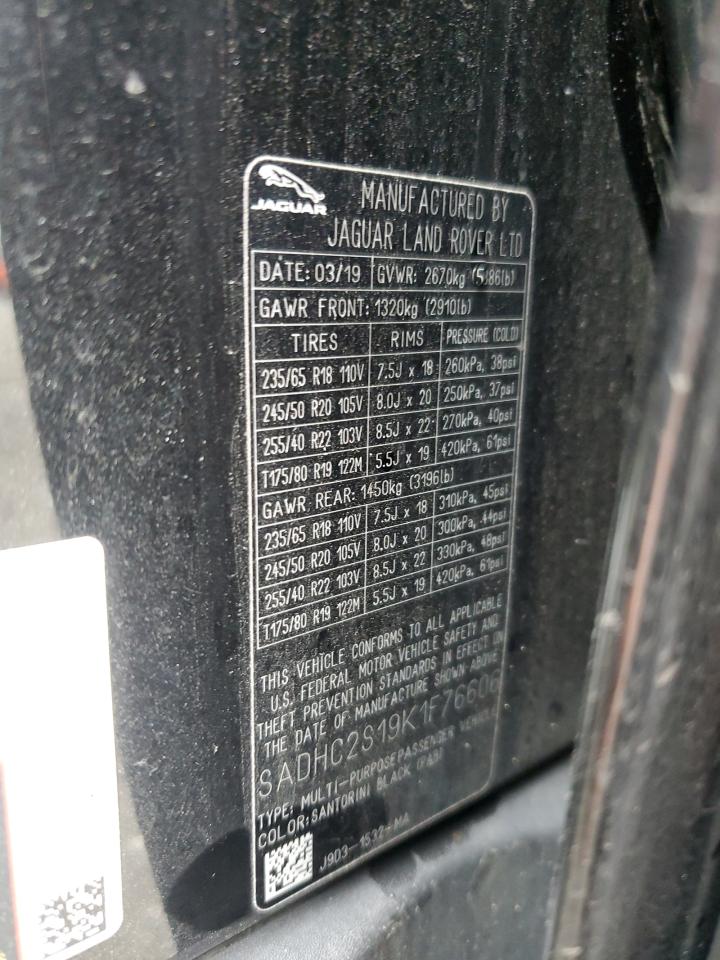 JAGUAR
MANUFACTURED BY
JAGUAR LAND ROVER LTD
DATE: 03/19 GVWR: 2670kg (5886lb)
GAWR FRONT: 1320kg (2910lb)
TIRES RIMS PRESSURE (COLD)
235/65 R18 110V 7.5J x 18 260kPa, 38psi
245/50 R20 105V 8.0J x 20 250kPa, 37psi
255/40 R22 103V 8.5J x 22 270kPa, 40psi
T175/80 R19 122M 5.5J x 19 420kPa, 61psi
GAWR REAR: 1450kg (3196lb)
235/65 R18 110V 7.5J x 18 310kPa, 45psi
245/50 R20 105V 8.0J x 20 300kPa, 44psi
255/40 R22 103V 8.5J x 22 330kPa, 48psi
T175/80 R19 122M 5.5J x 19 420kPa, 61psi
THIS VEHICLE CONFORMS TO ALL APPLICABLE
U.S. FEDERAL MOTOR VEHICLE SAFETY AND
THEFT PREVENTION STANDARDS IN EFFECT ON
THE DATE OF MANUFACTURE SHOWN ABOVE
SADHC2S19K1F76606
TYPE: MULTI-PURPOSE PASSENGER VEHICLE
COLOR: SANTORINI BLACK (PAB)
J9D3-1532-MA